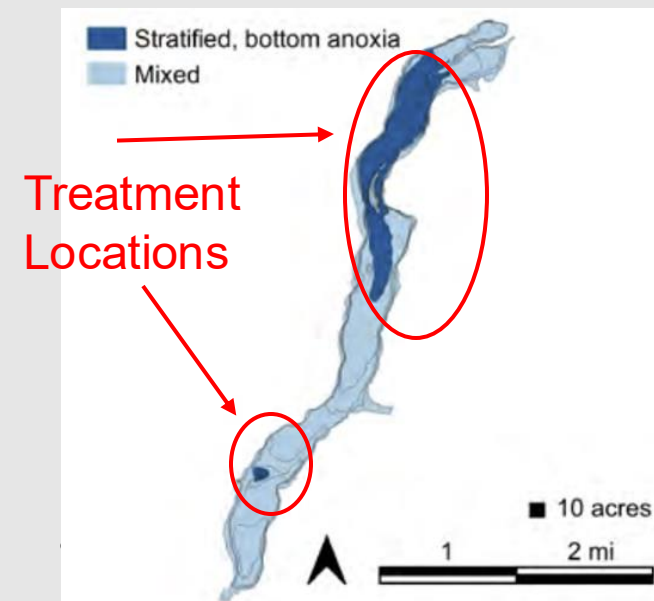 Stratified, bottom anoxia
Mixed
Treatment
Locations
10 acres
1 2 mi